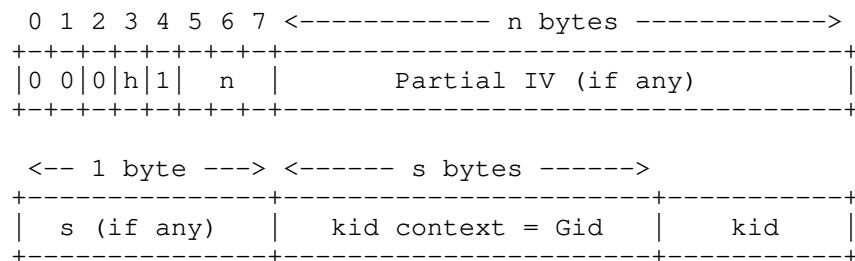 0 1 2 3 4 5 6 7 <------------ n bytes ------------->
+-+-+-+-+-+-+-+-+----------------------------------+
|0 0|0|h|1|  n  |       Partial IV (if any)        |
+-+-+-+-+-+-+-+-+----------------------------------+
<-- 1 byte ---> <------ s bytes ------>
+---------------+-----------------------+----------+
|  s (if any)   |   kid context = Gid   |   kid    |
+---------------+-----------------------+----------+